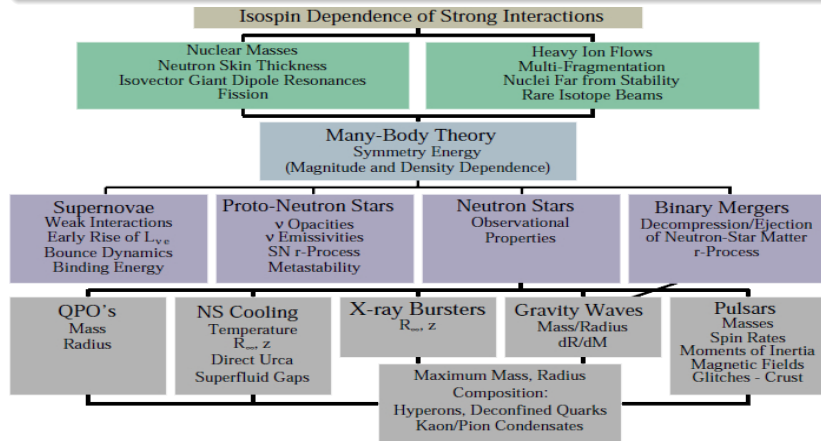 Isospin Dependence of Strong Interactions
Nuclear Masses
Neutron Skin Thickness
Isovector Giant Dipole Resonances
Fission
Heavy Ion Flows
Multi-Fragmentation
Nuclei Far from Stability
Rare Isotope Beams
Many-Body Theory
Symmetry Energy
(Magnitude and Density Dependence)
Supernovae
Weak Interactions
Early Rise of Lνe
Bounce Dynamics
Binding Energy
Proto-Neutron Stars
ν Opacities
ν Emissivities
SN r-Process
Metastability
Neutron Stars
Observational
Properties
Binary Mergers
Decompression/Ejection
of Neutron-Star Matter
r-Process
QPO's
Mass
Radius
NS Cooling
Temperature
R∞, z
Direct Urca
Superfluid Gaps
X-ray Bursters
R∞, z
Gravity Waves
Mass/Radius
dR/dM
Pulsars
Masses
Spin Rates
Moments of Inertia
Magnetic Fields
Glitches - Crust
Maximum Mass, Radius
Composition:
Hyperons, Deconfined Quarks
Kaon/Pion Condensates